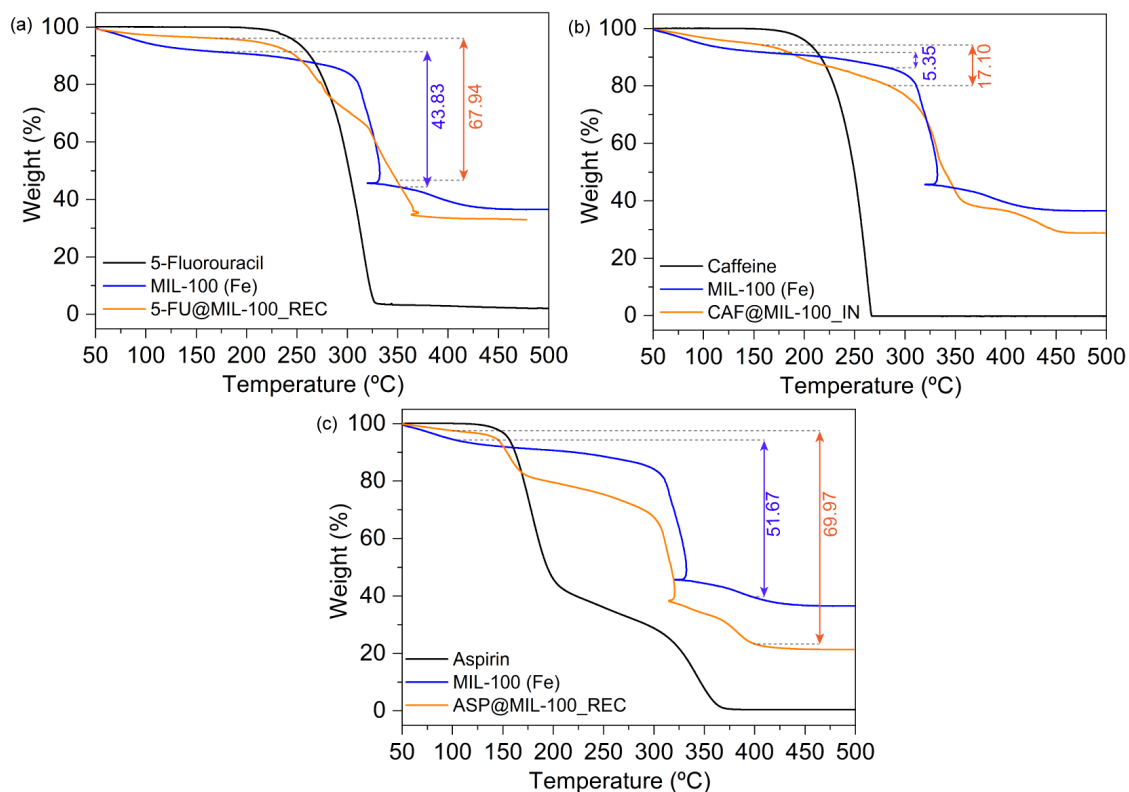 (a)
100
80
60
40
20
0
Weight (%)
43.83
67.94
5-Fluorouracil
MIL-100 (Fe)
5-FU@MIL-100_REC
50 100 150 200 250 300 350 400 450 500
Temperature (ºC)
(b)
100
80
60
40
20
0
Weight (%)
5.35
17.10
Caffeine
MIL-100 (Fe)
CAF@MIL-100_IN
50 100 150 200 250 300 350 400 450 500
Temperature (ºC)
(c)
100
80
60
40
20
0
Weight (%)
51.67
69.97
Aspirin
MIL-100 (Fe)
ASP@MIL-100_REC
50 100 150 200 250 300 350 400 450 500
Temperature (ºC)